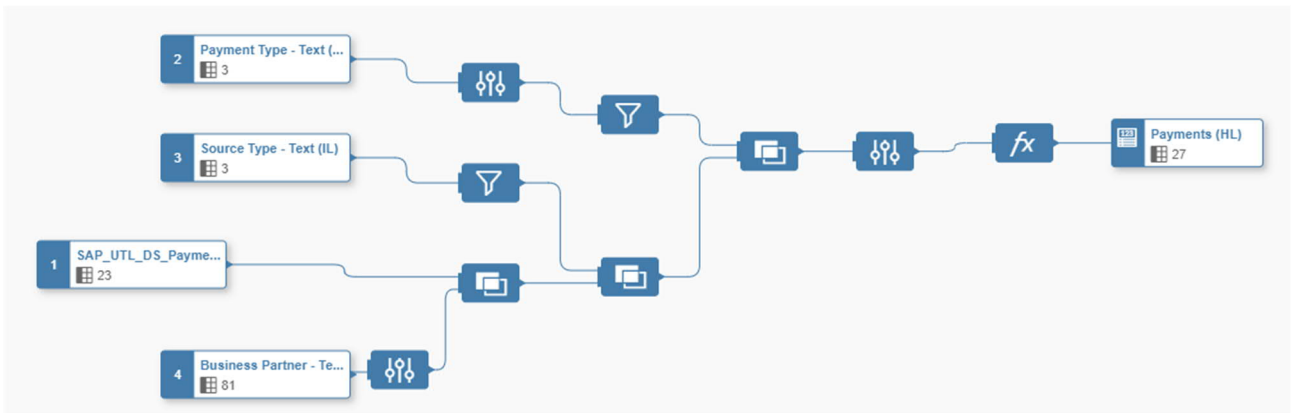 2
Payment Type - Text (...
3
3
Source Type - Text (IL)
3
1
SAP_UTL_DS_Payme...
23
4
Business Partner - Te...
81
fx
123
Payments (HL)
27